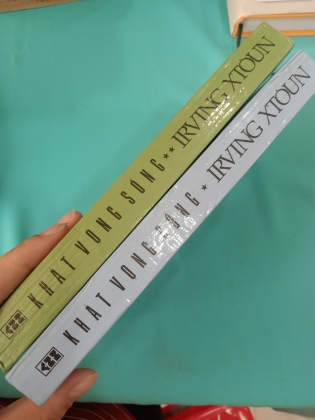 KHAT VONG SONG ★★ IRVING XTOUN
KHAT VONG SONG ★ IRVING XTOUN